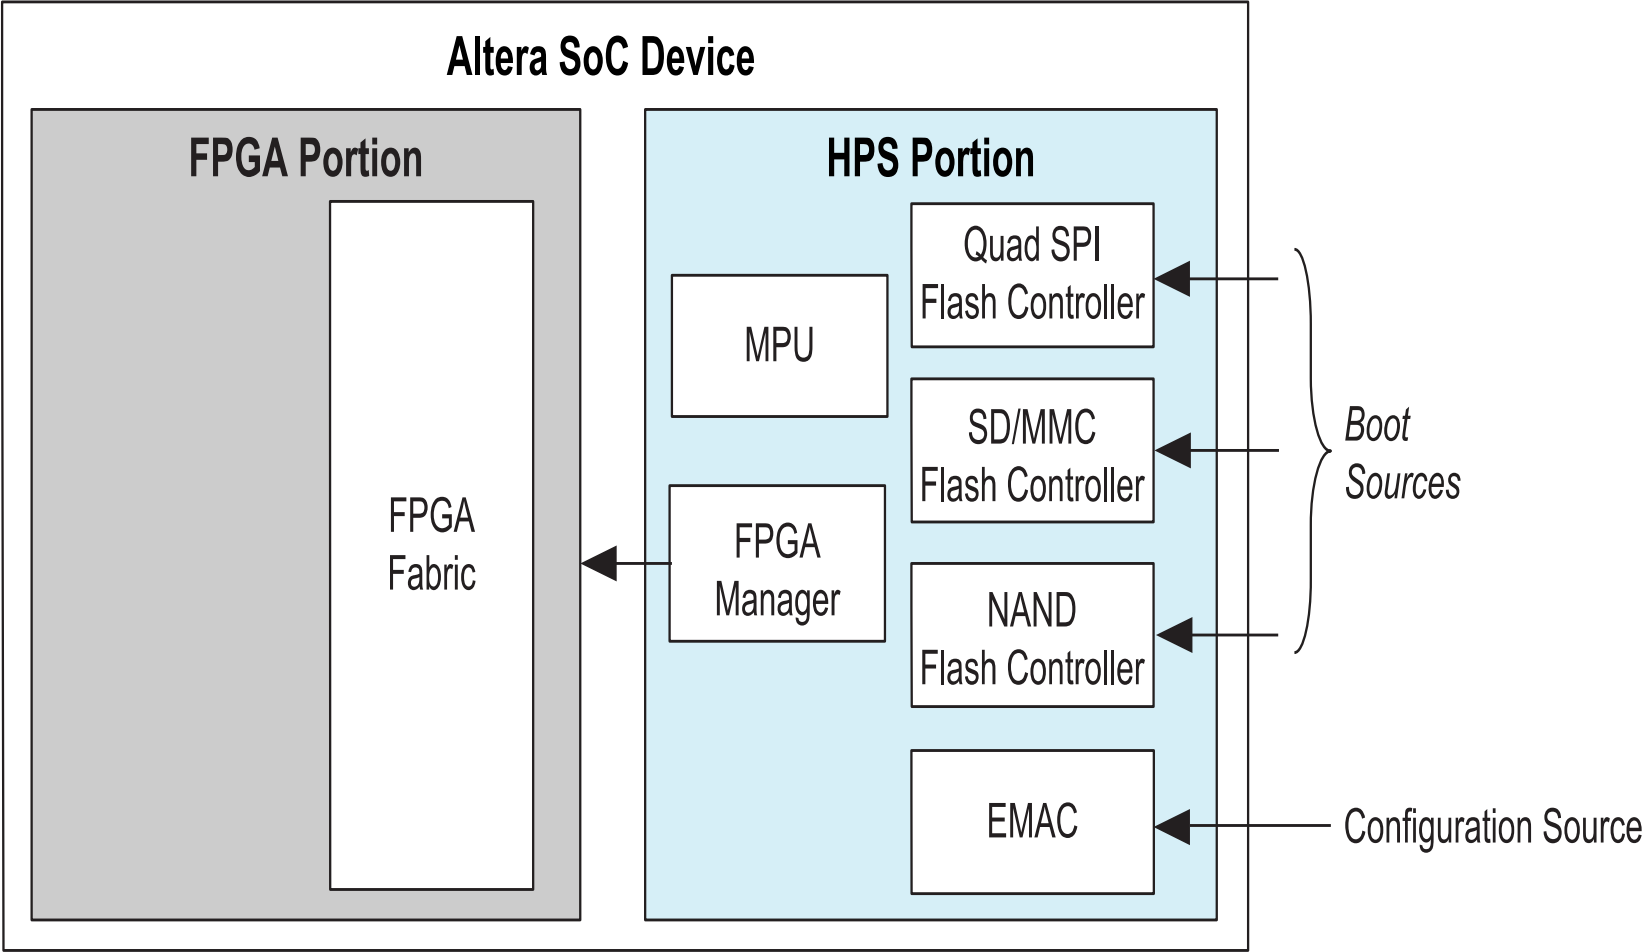 Altera SoC Device
FPGA Portion
FPGA
Fabric
HPS Portion
MPU
FPGA
Manager
Quad SPI
Flash Controller
SD/MMC
Flash Controller
NAND
Flash Controller
EMAC
Boot
Sources
Configuration Source